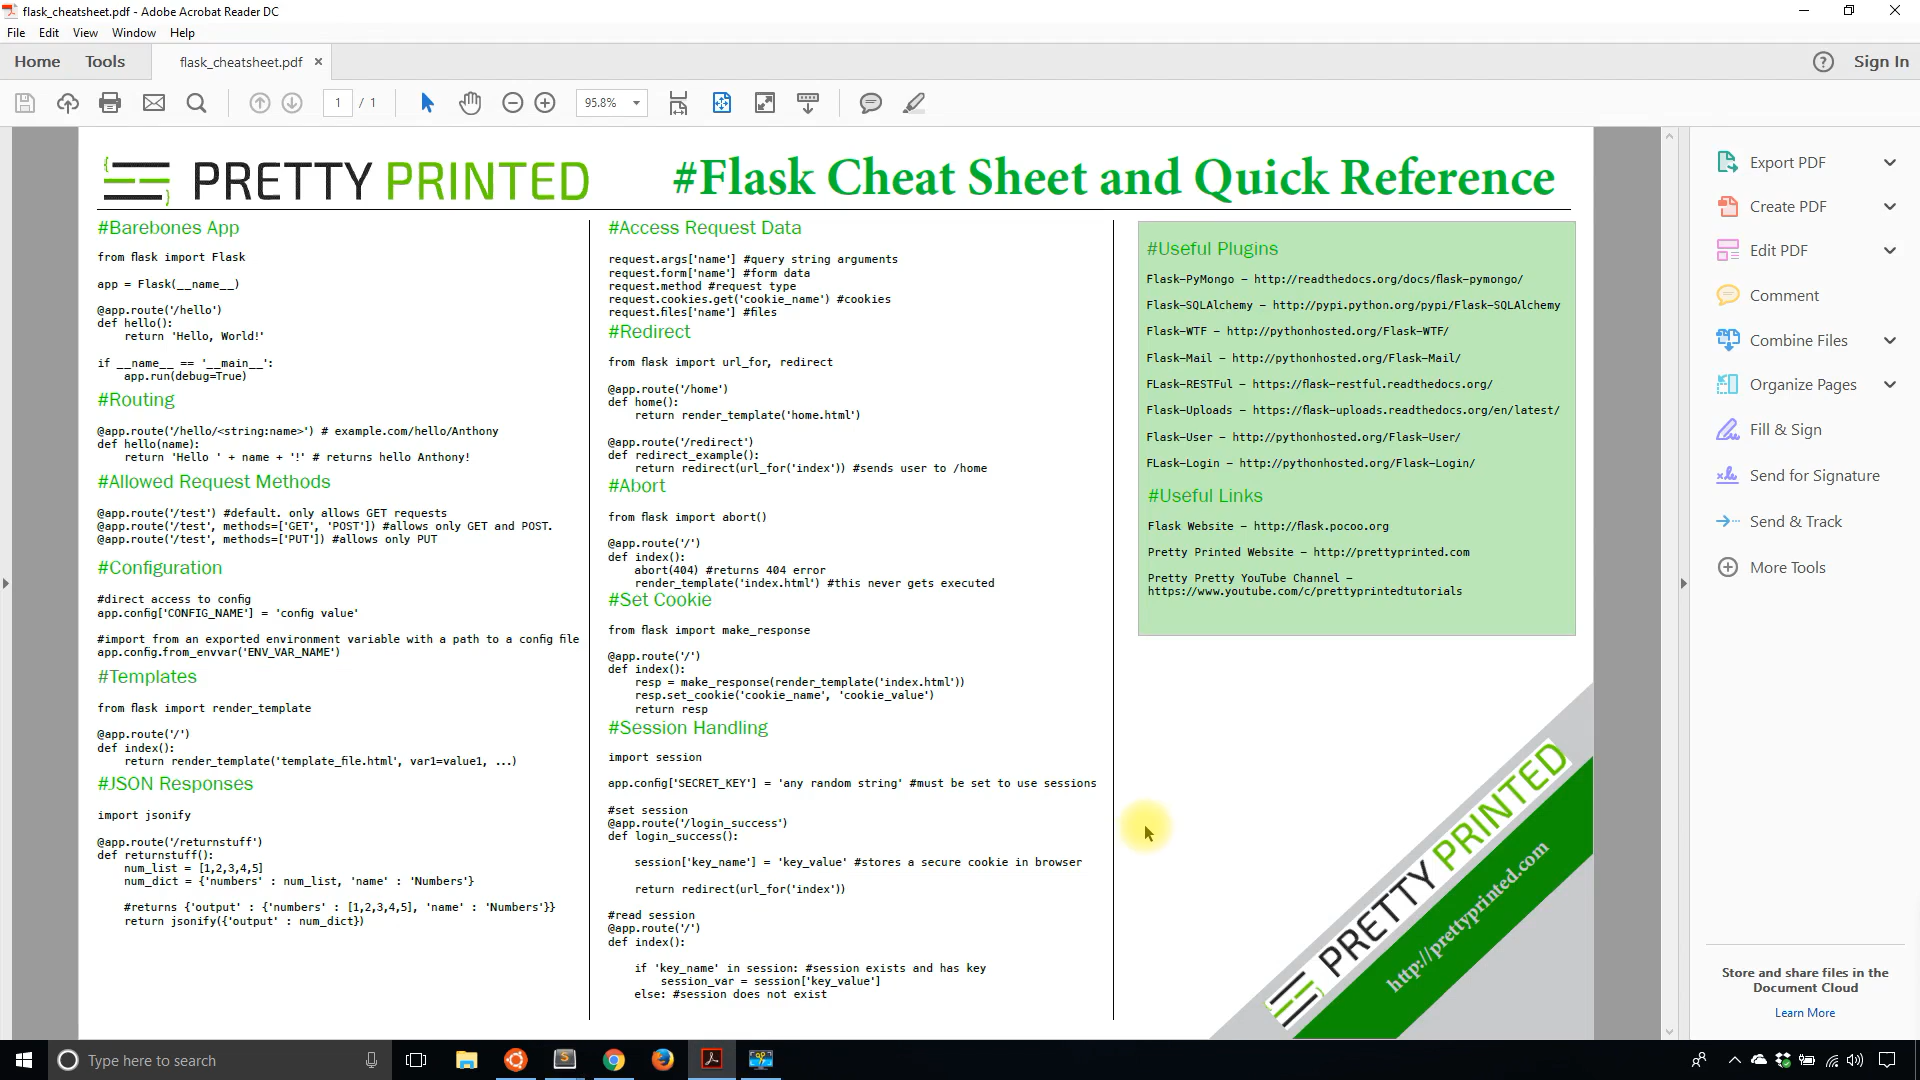 flask_cheatsheet.pdf - Adobe Acrobat Reader DC
File Edit View Window Help
Home Tools flask_cheatsheet.pdf × Sign In
1 / 1 95.8%
PRETTY PRINTED
#Flask Cheat Sheet and Quick Reference
#Barebones App
from flask import Flask
app = Flask(__name__)
@app.route('/hello')
def hello():
    return 'Hello, World!'
if __name__ == '__main__':
    app.run(debug=True)
#Routing
@app.route('/hello/<string:name>') # example.com/hello/Anthony
def hello(name):
    return 'Hello ' + name + '!' # returns hello Anthony!
#Allowed Request Methods
@app.route('/test') #default. only allows GET requests
@app.route('/test', methods=['GET', 'POST']) #allows only GET and POST.
@app.route('/test', methods=['PUT']) #allows only PUT
#Configuration
#direct access to config
app.config['CONFIG_NAME'] = 'config value'
#import from an exported environment variable with a path to a config file
app.config.from_envvar('ENV_VAR_NAME')
#Templates
from flask import render_template
@app.route('/')
def index():
    return render_template('template_file.html', var1=value1, ...)
#JSON Responses
import jsonify
@app.route('/returnstuff')
def returnstuff():
    num_list = [1,2,3,4,5]
    num_dict = {'numbers' : num_list, 'name' : 'Numbers'}
    #returns {'output' : {'numbers' : [1,2,3,4,5], 'name' : 'Numbers'}}
    return jsonify({'output' : num_dict})
#Access Request Data
request.args['name'] #query string arguments
request.form['name'] #form data
request.method #request type
request.cookies.get('cookie_name') #cookies
request.files['name'] #files
#Redirect
from flask import url_for, redirect
@app.route('/home')
def home():
    return render_template('home.html')
@app.route('/redirect')
def redirect_example():
    return redirect(url_for('index')) #sends user to /home
#Abort
from flask import abort()
@app.route('/')
def index():
    abort(404) #returns 404 error
    render_template('index.html') #this never gets executed
#Set Cookie
from flask import make_response
@app.route('/')
def index():
    resp = make_response(render_template('index.html'))
    resp.set_cookie('cookie_name', 'cookie_value')
    return resp
#Session Handling
import session
app.config['SECRET_KEY'] = 'any random string' #must be set to use sessions
#set session
@app.route('/login_success')
def login_success():
    session['key_name'] = 'key_value' #stores a secure cookie in browser
    return redirect(url_for('index'))
#read session
@app.route('/')
def index():
    if 'key_name' in session: #session exists and has key
        session_var = session['key_value']
    else: #session does not exist
#Useful Plugins
Flask-PyMongo – http://readthedocs.org/docs/flask-pymongo/
Flask-SQLAlchemy – http://pypi.python.org/pypi/Flask-SQLAlchemy
Flask-WTF – http://pythonhosted.org/Flask-WTF/
Flask-Mail – http://pythonhosted.org/Flask-Mail/
FLask-RESTFul – https://flask-restful.readthedocs.org/
Flask-Uploads – https://flask-uploads.readthedocs.org/en/latest/
Flask-User – http://pythonhosted.org/Flask-User/
FLask-Login – http://pythonhosted.org/Flask-Login/
#Useful Links
Flask Website – http://flask.pocoo.org
Pretty Printed Website – http://prettyprinted.com
Pretty Pretty YouTube Channel –
https://www.youtube.com/c/prettyprintedtutorials
PRETTY PRINTED
http://prettyprinted.com
Export PDF
Create PDF
Edit PDF
Comment
Combine Files
Organize Pages
Fill & Sign
Send for Signature
Send & Track
More Tools
Store and share files in the
Document Cloud
Learn More
Type here to search